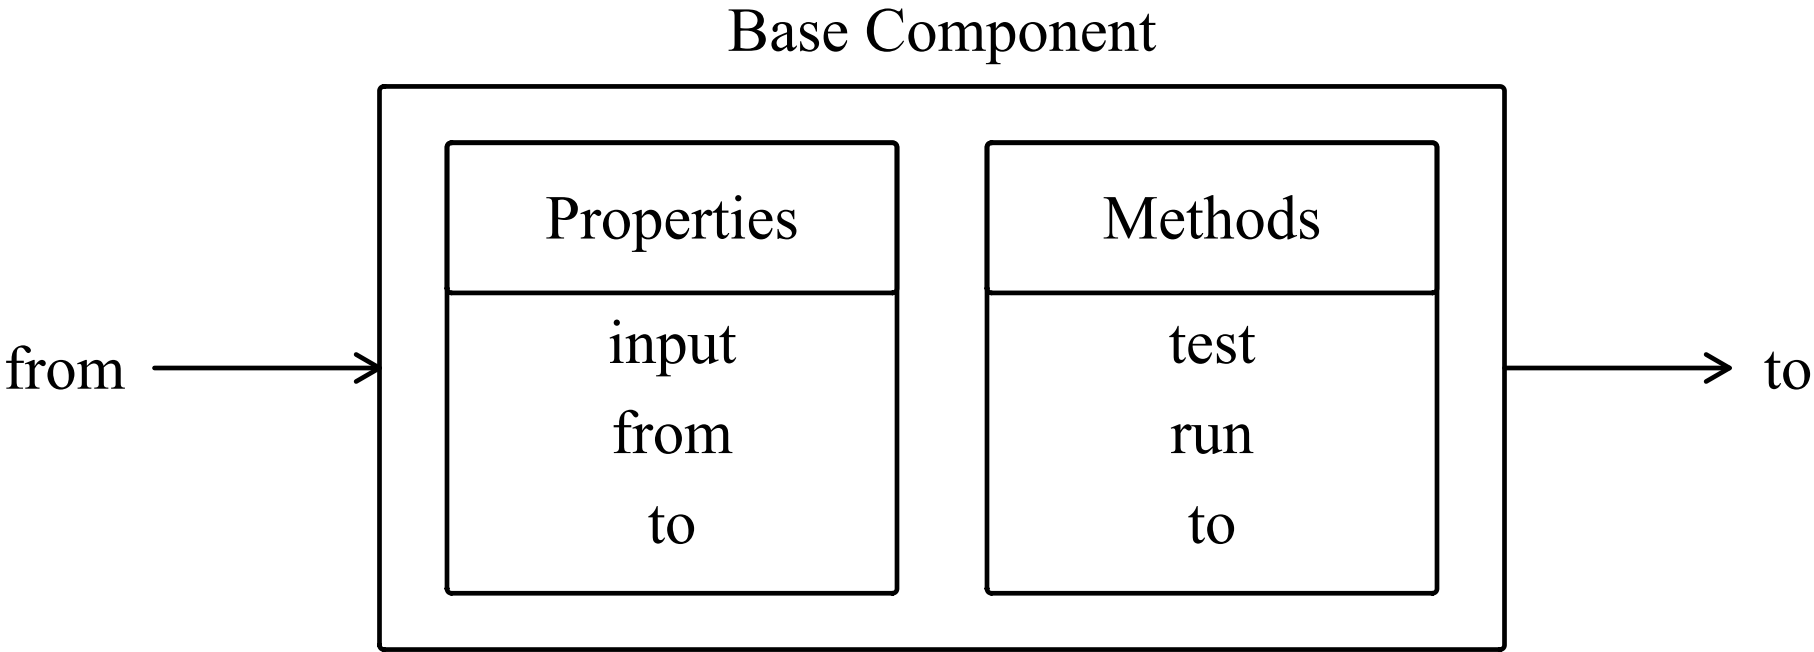 Base Component
Properties
input
from
to
Methods
test
run
to
from
to